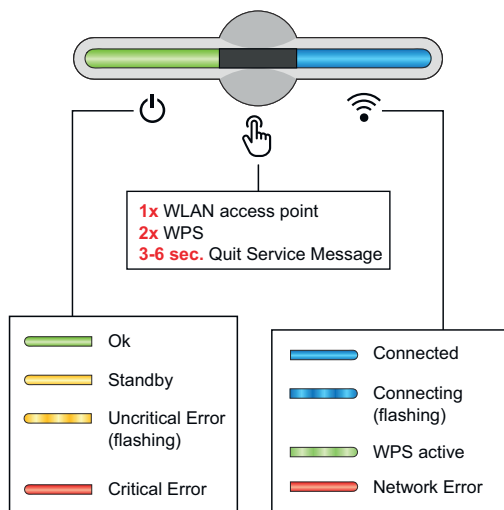 1x WLAN access point
2x WPS
3-6 sec. Quit Service Message
Ok
Standby
Uncritical Error
(flashing)
Critical Error
Connected
Connecting
(flashing)
WPS active
Network Error